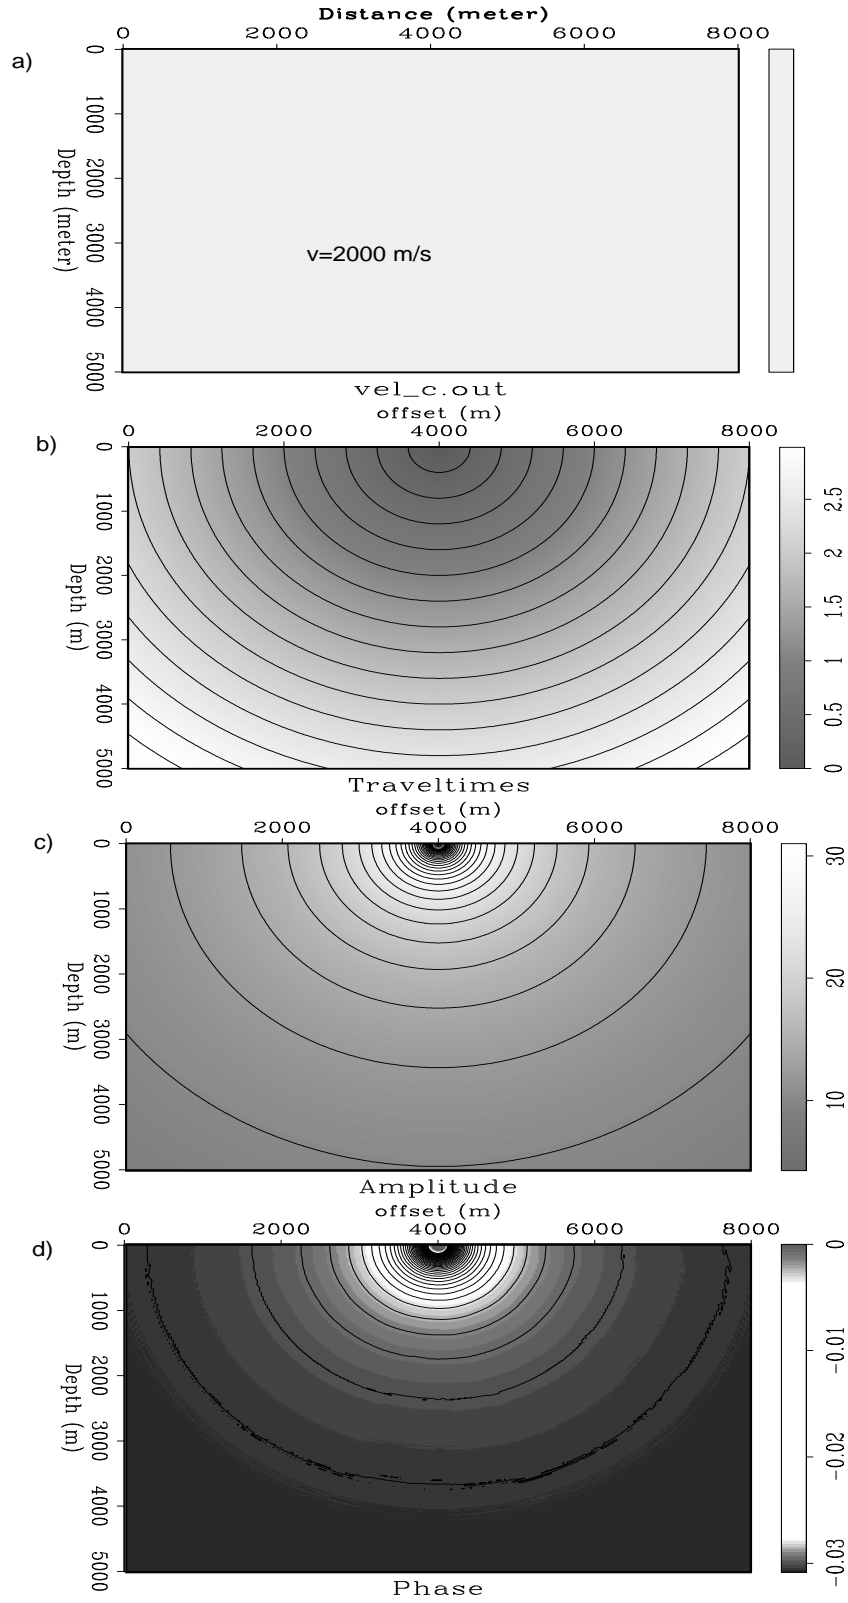 Distance (meter)
0 2000 4000 6000 8000
a)
0 1000 2000 3000 4000 5000
Depth (meter)
v=2000 m/s
vel_c.out
offset (m)
0 2000 4000 6000 8000
b)
0 1000 2000 3000 4000 5000
Depth (m)
2.5 2 1.5 1 0.5 0
Traveltimes
offset (m)
0 2000 4000 6000 8000
c)
0 1000 2000 3000 4000 5000
Depth (m)
30 20 10
Amplitude
offset (m)
0 2000 4000 6000 8000
d)
0 1000 2000 3000 4000 5000
Depth (m)
0 -0.01 -0.02 -0.03
Phase